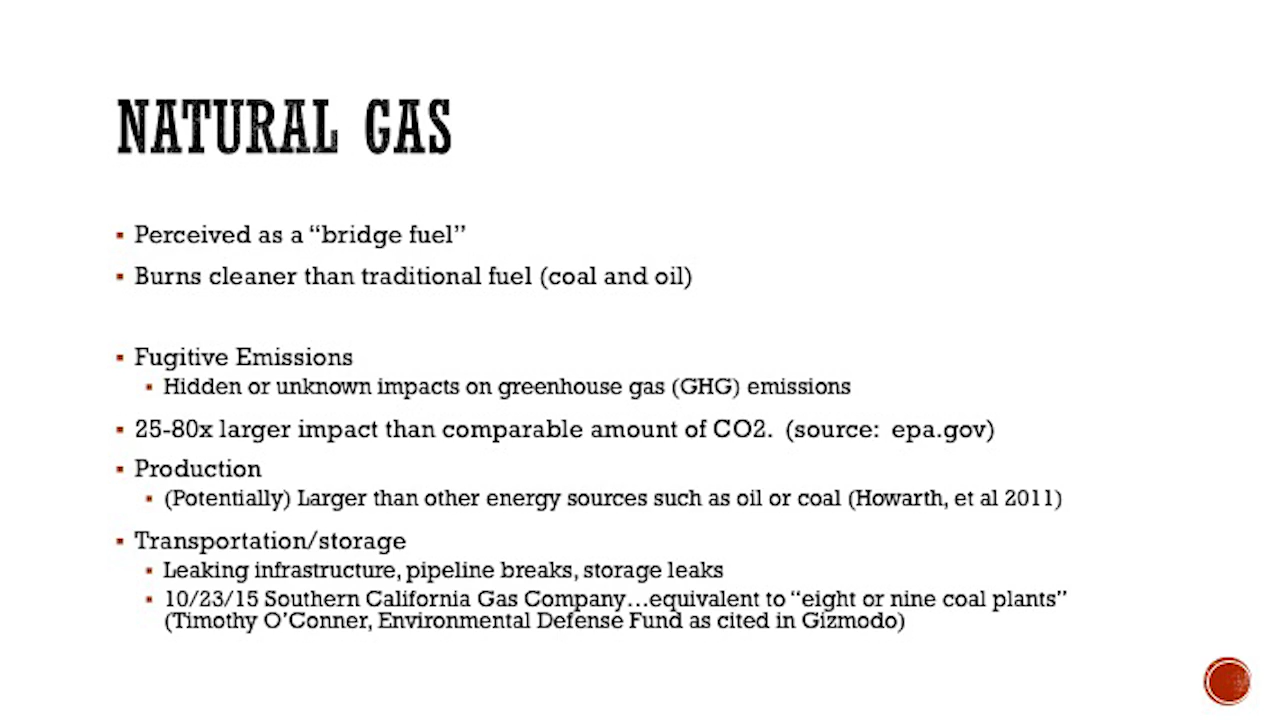 NATURAL GAS
Perceived as a “bridge fuel”
Burns cleaner than traditional fuel (coal and oil)
Fugitive Emissions
Hidden or unknown impacts on greenhouse gas (GHG) emissions
25-80x larger impact than comparable amount of CO2.  (source:  epa.gov)
Production
(Potentially) Larger than other energy sources such as oil or coal (Howarth, et al 2011)
Transportation/storage
Leaking infrastructure, pipeline breaks, storage leaks
10/23/15 Southern California Gas Company…equivalent to “eight or nine coal plants”
(Timothy O’Conner, Environmental Defense Fund as cited in Gizmodo)